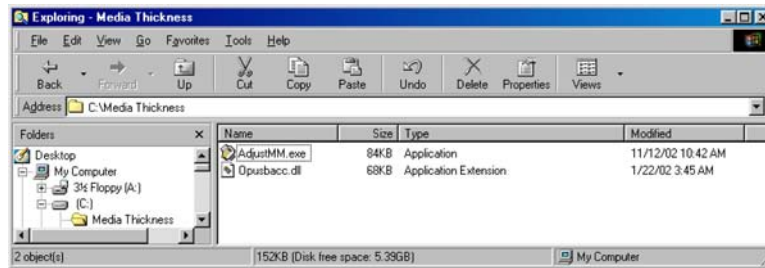 Exploring - Media Thickness
File Edit View Go Favorites Tools Help
Back Forward Up Cut Copy Paste Undo Delete Properties Views
Address C:\Media Thickness
Folders Name Size Type Modified
Desktop AdjustMM.exe 84KB Application 11/12/02 10:42 AM
My Computer Opusbacc.dll 68KB Application Extension 1/22/02 3:45 AM
3½ Floppy (A:)
(C:)
Media Thickness
2 object(s) 152KB (Disk free space: 5.39GB) My Computer